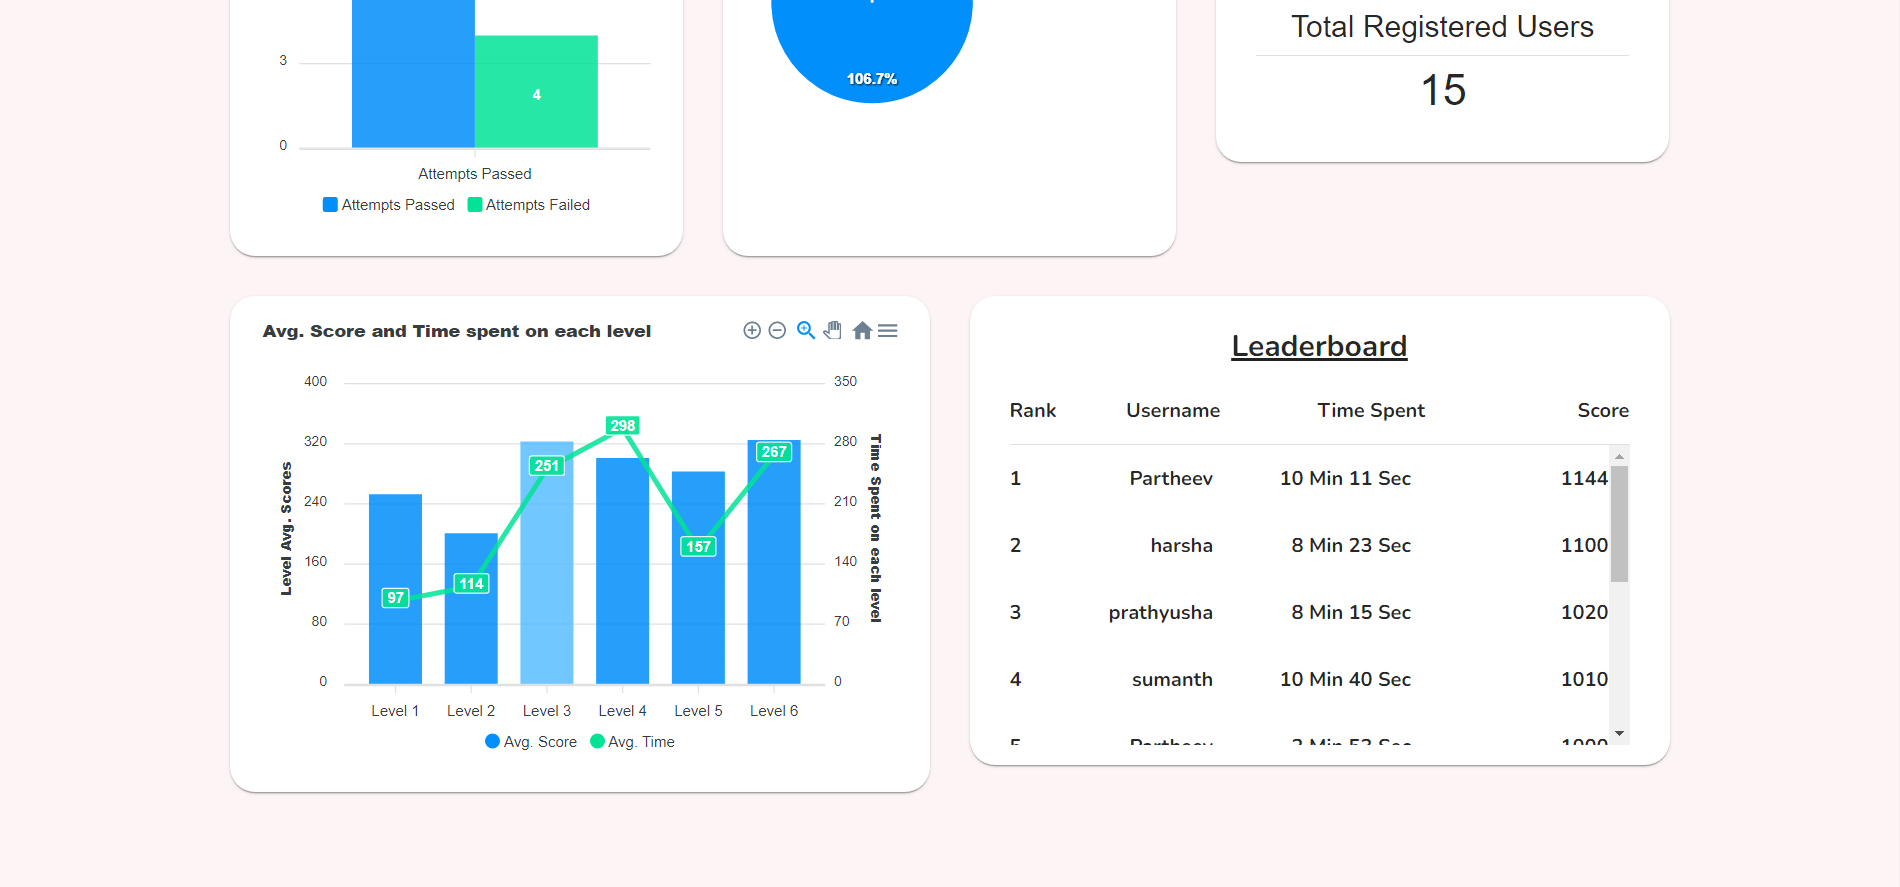 3
4
0
Attempts Passed
Attempts Passed Attempts Failed
106.7%
Total Registered Users
15
Avg. Score and Time spent on each level
400
320
240
160
80
0
350
280
210
140
70
0
Level Avg. Scores
Time Spent on each level
97
114
251
298
157
267
Level 1 Level 2 Level 3 Level 4 Level 5 Level 6
Avg. Score Avg. Time
Leaderboard
Rank Username Time Spent Score
1 Partheev 10 Min 11 Sec 1144
2 harsha 8 Min 23 Sec 1100
3 prathyusha 8 Min 15 Sec 1020
4 sumanth 10 Min 40 Sec 1010
5 Partheev Min Sec 1000